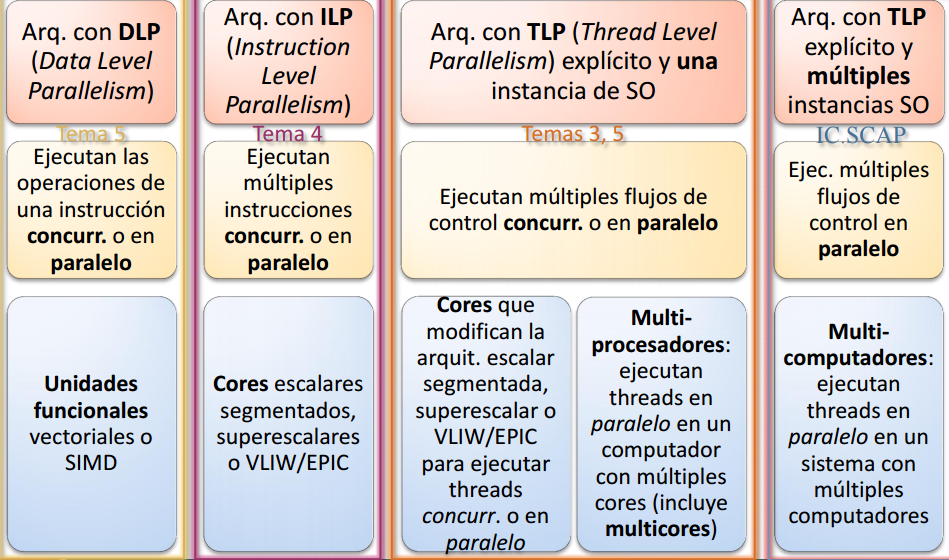 Arq. con DLP
(Data Level
Parallelism)
Tema 5
Ejecutan las
operaciones de
una instrucción
concurr. o en
paralelo
Unidades
funcionales
vectoriales o
SIMD
Arq. con ILP
(Instruction
Level
Parallelism)
Tema 4
Ejecutan
múltiples
instrucciones
concurr. o en
paralelo
Cores escalares
segmentados,
superescalares
o VLIW/EPIC
Arq. con TLP (Thread Level
Parallelism) explícito y una
instancia de SO
Temas 3, 5
Ejecutan múltiples flujos de
control concurr. o en paralelo
Cores que
modifican la
arquit. escalar
segmentada,
superescalar o
VLIW/EPIC
para ejecutar
threads
concurr. o en
paralelo
Multi-
procesadores:
ejecutan
threads en
paralelo en un
computador
con múltiples
cores (incluye
multicores)
Arq. con TLP
explícito y
múltiples
instancias SO
IC.SCAP
Ejec. múltiples
flujos de
control en
paralelo
Multi-
computadores:
ejecutan
threads en
paralelo en un
sistema con
múltiples
computadores